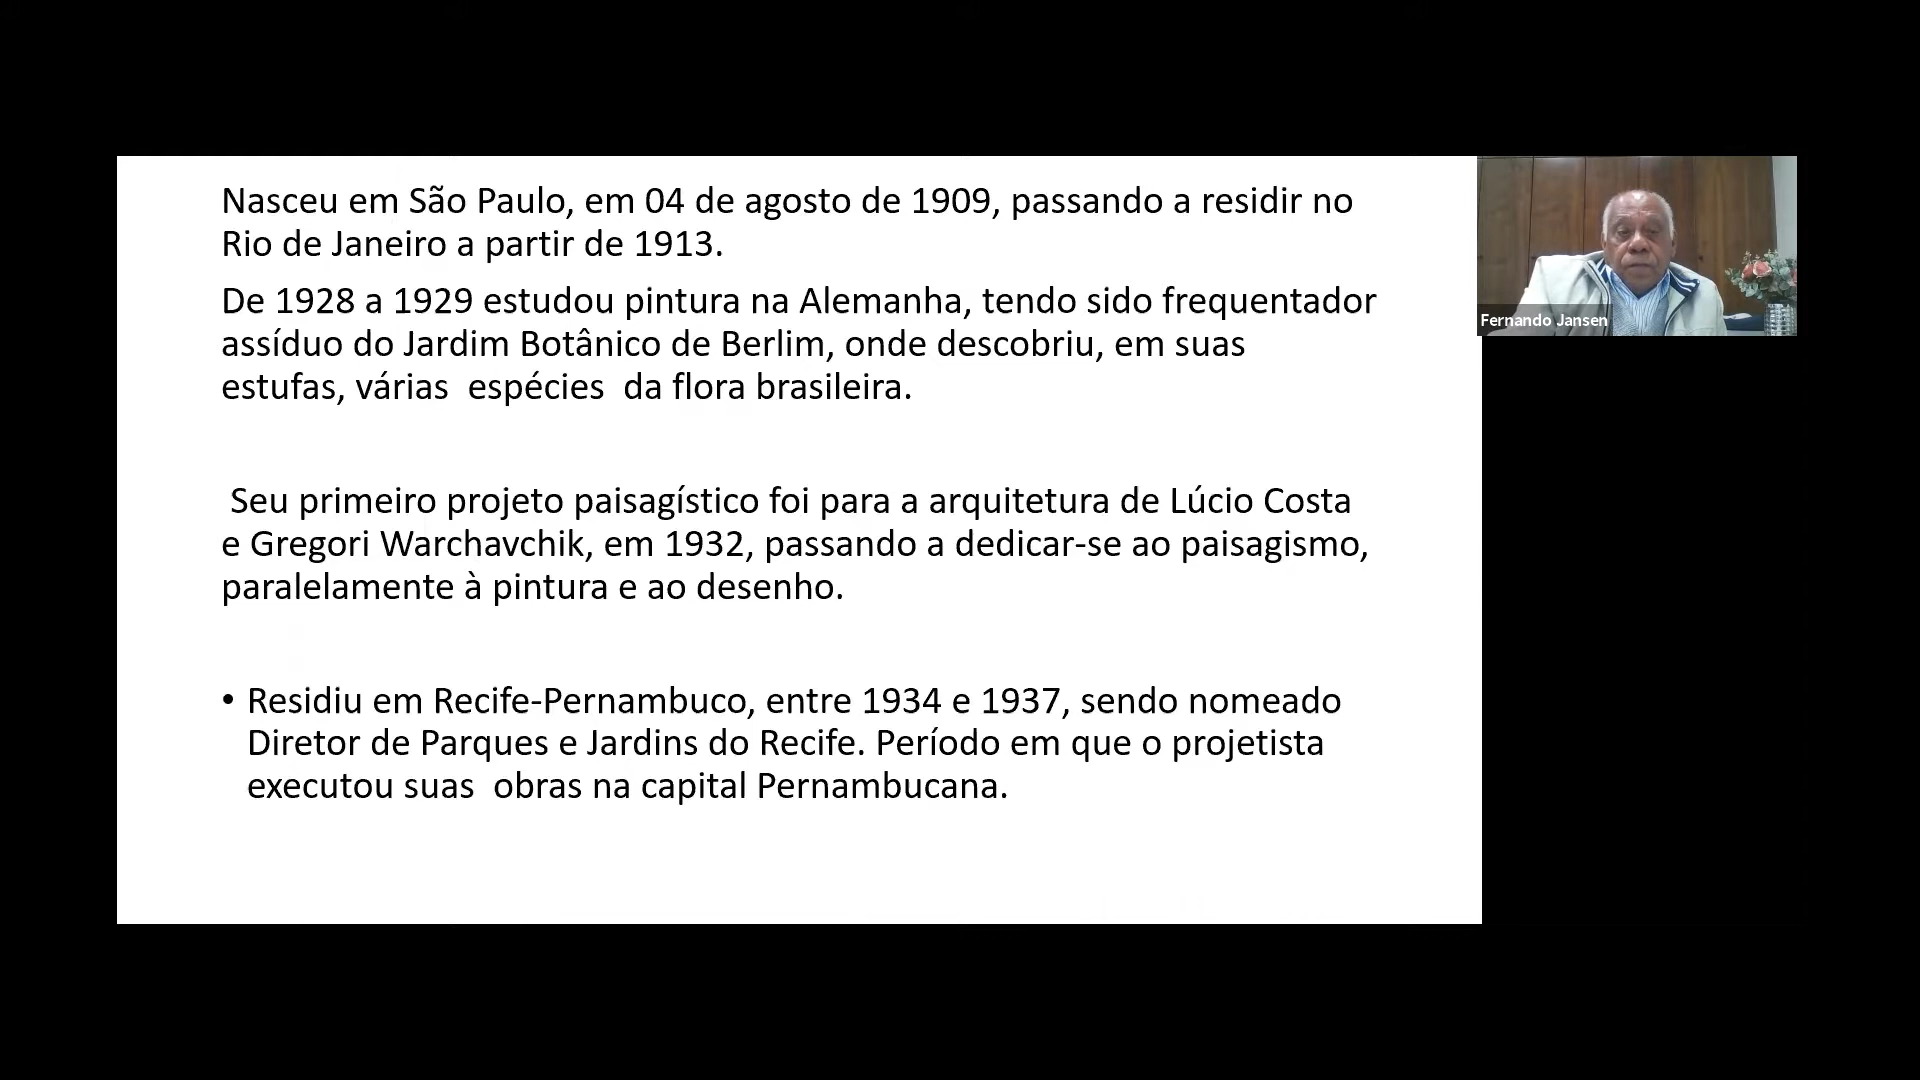 Nasceu em São Paulo, em 04 de agosto de 1909, passando a residir no
Rio de Janeiro a partir de 1913.
De 1928 a 1929 estudou pintura na Alemanha, tendo sido frequentador
assíduo do Jardim Botânico de Berlim, onde descobriu, em suas
estufas, várias espécies da flora brasileira.
Seu primeiro projeto paisagístico foi para a arquitetura de Lúcio Costa
e Gregori Warchavchik, em 1932, passando a dedicar-se ao paisagismo,
paralelamente à pintura e ao desenho.
• Residiu em Recife-Pernambuco, entre 1934 e 1937, sendo nomeado
Diretor de Parques e Jardins do Recife. Período em que o projetista
executou suas obras na capital Pernambucana.
Fernando Jansen